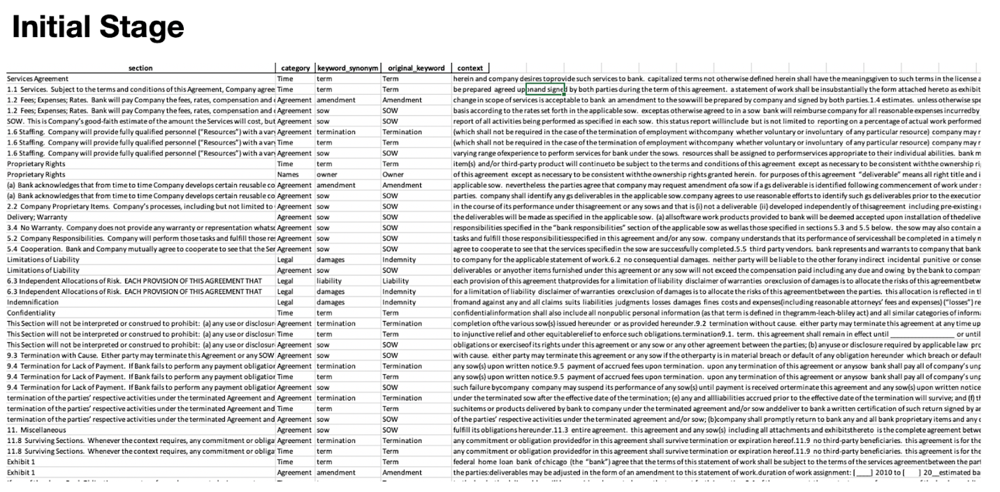 Initial Stage
section category keyword_synonym original_keyword context
Services Agreement Time term Term herein and company desires toprovide such services to bank. capitalized terms not otherwise defined herein shall have the meaningsgiven to such terms in the license a
1.1 Services. Subject to the terms and conditions of this Agreement, Company agree Time term Term be prepared agreed uponand signed by both parties during the term of this agreement. a statement of work shall be insubstantially the form attached hereto as exhibit
1.2 Fees; Expenses; Rates. Bank will pay Company the fees, rates, compensation and Agreement amendment Amendment change in scope of services is acceptable to bank an amendment to the sowwill be prepared by company and signed by both parties.1.4 estimates. unless otherwise spe
1.2 Fees; Expenses; Rates. Bank will pay Company the fees, rates, compensation and Agreement sow SOW basis according to the rates set forth in the applicable sow. exceptas otherwise agreed to in a sow bank will reimburse company for all reasonable expenses incurredby
SOW. This is Company's good-faith estimate of the amount the Services will cost, but Agreement sow SOW report of all activities being performed as specified in each sow. this status report willinclude but is not limited to reporting on a percentage of actual work performed
1.6 Staffing. Company will provide fully qualified personnel (“Resources”) with a vary Agreement termination Termination (which shall not be required in the case of the termination of employment withcompany whether voluntary or involuntary of any particular resource) company may r
1.6 Staffing. Company will provide fully qualified personnel (“Resources”) with a vary Time term Term (which shall not be required in the case of the termination of employment withcompany whether voluntary or involuntary of any particular resource) company may r
1.6 Staffing. Company will provide fully qualified personnel (“Resources”) with a vary Agreement sow SOW varying range ofexperience to perform services for bank under the sows. resources shall be assigned to performservices appropriate to their individual abilities. bank m
Proprietary Rights Time term Term item(s) and/or third-party product will continueto be subject to the terms and conditions of this agreement except as necessary to be consistent withthe ownership ri
Proprietary Rights Names owner Owner of this agreement except as necessary to be consistent withthe ownership rights granted herein. for purposes of this agreement “deliverable” means all right title and i
(a) Bank acknowledges that from time to time Company develops certain reusable co Agreement amendment Amendment applicable sow. nevertheless the parties agree that company may request amendment ofa sow if a gs deliverable is identified following commencement of work under s
(a) Bank acknowledges that from time to time Company develops certain reusable co Agreement sow SOW parties. company shall identify any gs deliverables in the applicable sow.company agrees to use reasonable efforts to identify such gs deliverables prior to the execution
2.2 Company Proprietary Items. Company's processes, including but not limited to Agreement sow SOW in the course of its performance under thisagreement or any sows and that is (i) not a deliverable (ii) developed independently of thisagreement including pre-existing
Delivery; Warranty Agreement sow SOW the deliverables will be made as specified in the applicable sow. (a) allsoftware work products provided to bank will be deemed accepted upon installation of thedelive
3.4 No Warranty. Company does not provide any warranty or representation whatso Agreement sow SOW responsibilities specified in the “bank responsibilities” section of the applicable sow as wellas those specified in sections 5.3 and 5.5 below. the sow may also contain a
5.2 Company Responsibilities. Company will perform those tasks and fulfill those res Agreement sow SOW tasks and fulfill those responsibilitiesspecified in this agreement and/or any sow. company understands that its performance of servicesshall be completed in a timely m
5.4 Cooperation. Bank and Company mutually agree to cooperate to see that the Ser Agreement sow SOW agree to cooperate to see that the services specifiedin the sow are successfully completed.5.5 third party vendors. bank represents and warrants to company that bank
Limitations of Liability Legal damages Indemnity to company for the applicable statement of work.6.2 no consequential damages. neither party will be liable to the other forany indirect incidental punitive or conse
Limitations of Liability Agreement sow SOW deliverables or anyother items furnished under this agreement or any sow will not exceed the compensation paid including any due and owing by the bank to compan
6.3 Independent Allocations of Risk. EACH PROVISION OF THIS AGREEMENT THAT Legal liability Liability each provision of this agreement thatprovides for a limitation of liability disclaimer of warranties orexclusion of damages is to allocate the risks of this agreementbetw
6.3 Independent Allocations of Risk. EACH PROVISION OF THIS AGREEMENT THAT Legal damages Indemnity for a limitation of liability disclaimer of warranties orexclusion of damages is to allocate the risks of this agreementbetween the parties. this allocation is reflected in tl
Indemnification Legal damages Indemnity fromand against any and all claims suits liabilities judgments losses damages fines costs and expenses(including reasonable attorneys' fees and expenses) (“losses”) re
Confidentiality Time term Term confidentialinformation shall also include all nonpublic personal information (as that term is defined in thegramm-leach-bliley act) and all similar categories of informa
This Section will not be interpreted or construed to prohibit: (a) any use or disclosur Agreement termination Termination completion ofthe various sow(s) issued hereunder or as provided hereunder.9.2 termination without cause. either party may terminate this agreement at any time up
This Section will not be interpreted or construed to prohibit: (a) any use or disclosur Time term Term to injunctive relief and other equitablerelief to enforce such obligations.termination9.1. term. this agreement shall remain in effect until ________________ or until
This Section will not be interpreted or construed to prohibit: (a) any use or disclosur Agreement sow SOW obligations or exerciseof its rights under this agreement or any sow or any other agreement between the parties; (b) anyuse or disclosure required by applicable law pro
9.3 Termination with Cause. Either party may terminate this Agreement or any SOW Agreement sow SOW with cause. either party may terminate this agreement or any sow if the otherparty is in material breach or default of any obligation hereunder which breach or default
9.4 Termination for Lack of Payment. If Bank fails to perform any payment obligation Agreement termination Termination any sow(s) upon written notice.9.5 payment of accrued fees upon termination. upon any termination of this agreement or anysow bank shall pay all of company's unp
9.4 Termination for Lack of Payment. If Bank fails to perform any payment obligation Time term Term any sow(s) upon written notice.9.5 payment of accrued fees upon termination. upon any termination of this agreement or anysow bank shall pay all of company's unp
9.4 Termination for Lack of Payment. If Bank fails to perform any payment obligation Agreement sow SOW such failure bycompany company may suspend its performance of any sow(s) until payment is received orterminate this agreement and any sow(s) upon written notice
termination of the parties' respective activities under the terminated Agreement and Agreement termination Termination under the terminated sow after the effective date of the termination; (e) any and allliabilities accrued prior to the effective date of the termination will survive; and (f) th
termination of the parties' respective activities under the terminated Agreement and Time term Term suchitems or products delivered by bank to company under the terminated agreement and/or sow anddeliver to bank a written certification of such return signed by an
termination of the parties' respective activities under the terminated Agreement and Agreement sow SOW of the parties' respective activities under the terminated agreement and/or sow; (b)company shall promptly return to bank any and all bank proprietary items and any c
11. Miscellaneous Agreement sow SOW fulfill its obligations hereunder.11.3 entire agreement. this agreement and any sow(s) including all attachments and exhibitsthereto is the complete agreement betwe
11.8 Surviving Sections. Whenever the context requires, any commitment or obliga Agreement termination Termination any commitment or obligation providedfor in this agreement shall survive termination or expiration hereof.11.9 no third-party beneficiaries. this agreement is for the
11.8 Surviving Sections. Whenever the context requires, any commitment or obliga Time term Term any commitment or obligation providedfor in this agreement shall survive termination or expiration hereof.11.9 no third-party beneficiaries. this agreement is for the
Exhibit 1 Time term Term federal home loan bank of chicago (the “bank”) agree that the terms of this statement of work shall be subject to the terms of the services agreementbetween the parti
Exhibit 1 Agreement amendment Amendment the parties:deliverables may be adjusted in the form of an amendment to this statement of work.duration of work assignment: [ ____] 2010 to [ ] 20__estimated ba